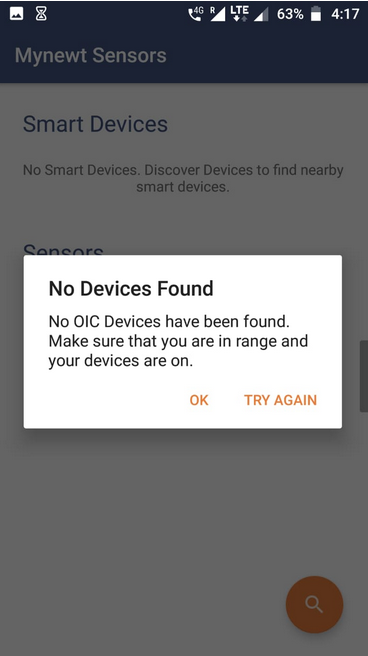 4G R LTE 63% 4:17
Mynewt Sensors
Smart Devices
No Smart Devices. Discover Devices to find nearby
smart devices.
Sensors
No Devices Found
No OIC Devices have been found.
Make sure that you are in range and
your devices are on.
OK TRY AGAIN